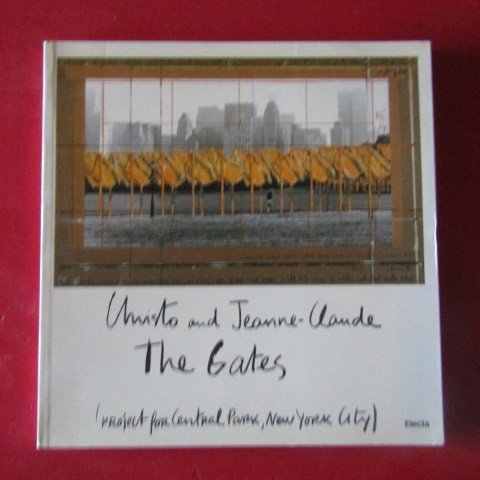 Christo and Jeanne-Claude
The Gates
(PROJECT for Central Park, New York City)
Electa